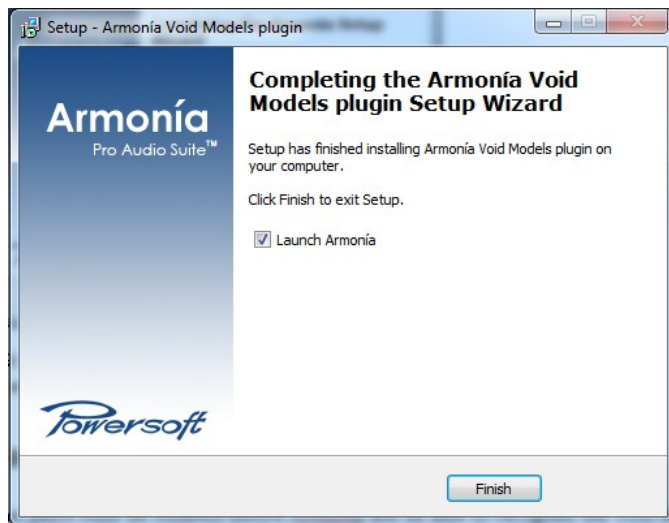 Setup - Armonía Void Models plugin
Armonía
Pro Audio Suite™
Powersoft
Completing the Armonía Void
Models plugin Setup Wizard
Setup has finished installing Armonía Void Models plugin on
your computer.
Click Finish to exit Setup.
Launch Armonía
Finish